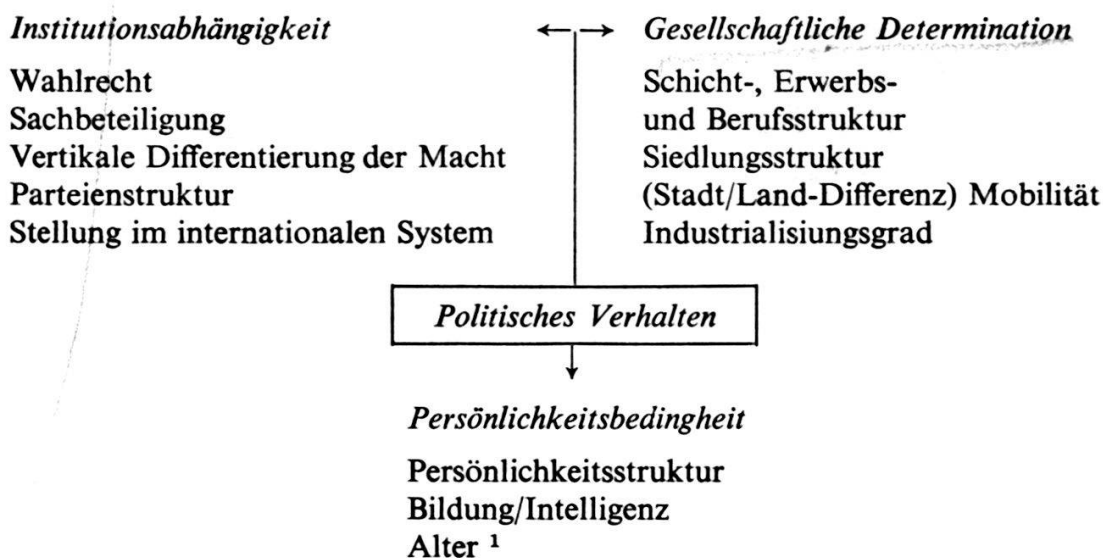 Institutionsabhängigkeit
Wahlrecht
Sachbeteiligung
Vertikale Differentierung der Macht
Parteienstruktur
Stellung im internationalen System
Gesellschaftliche Determination
Schicht-, Erwerbs-
und Berufsstruktur
Siedlungsstruktur
(Stadt/Land-Differenz) Mobilität
Industrialisiungsgrad
Politisches Verhalten
Persönlichkeitsbedingheit
Persönlichkeitsstruktur
Bildung/Intelligenz
Alter ¹